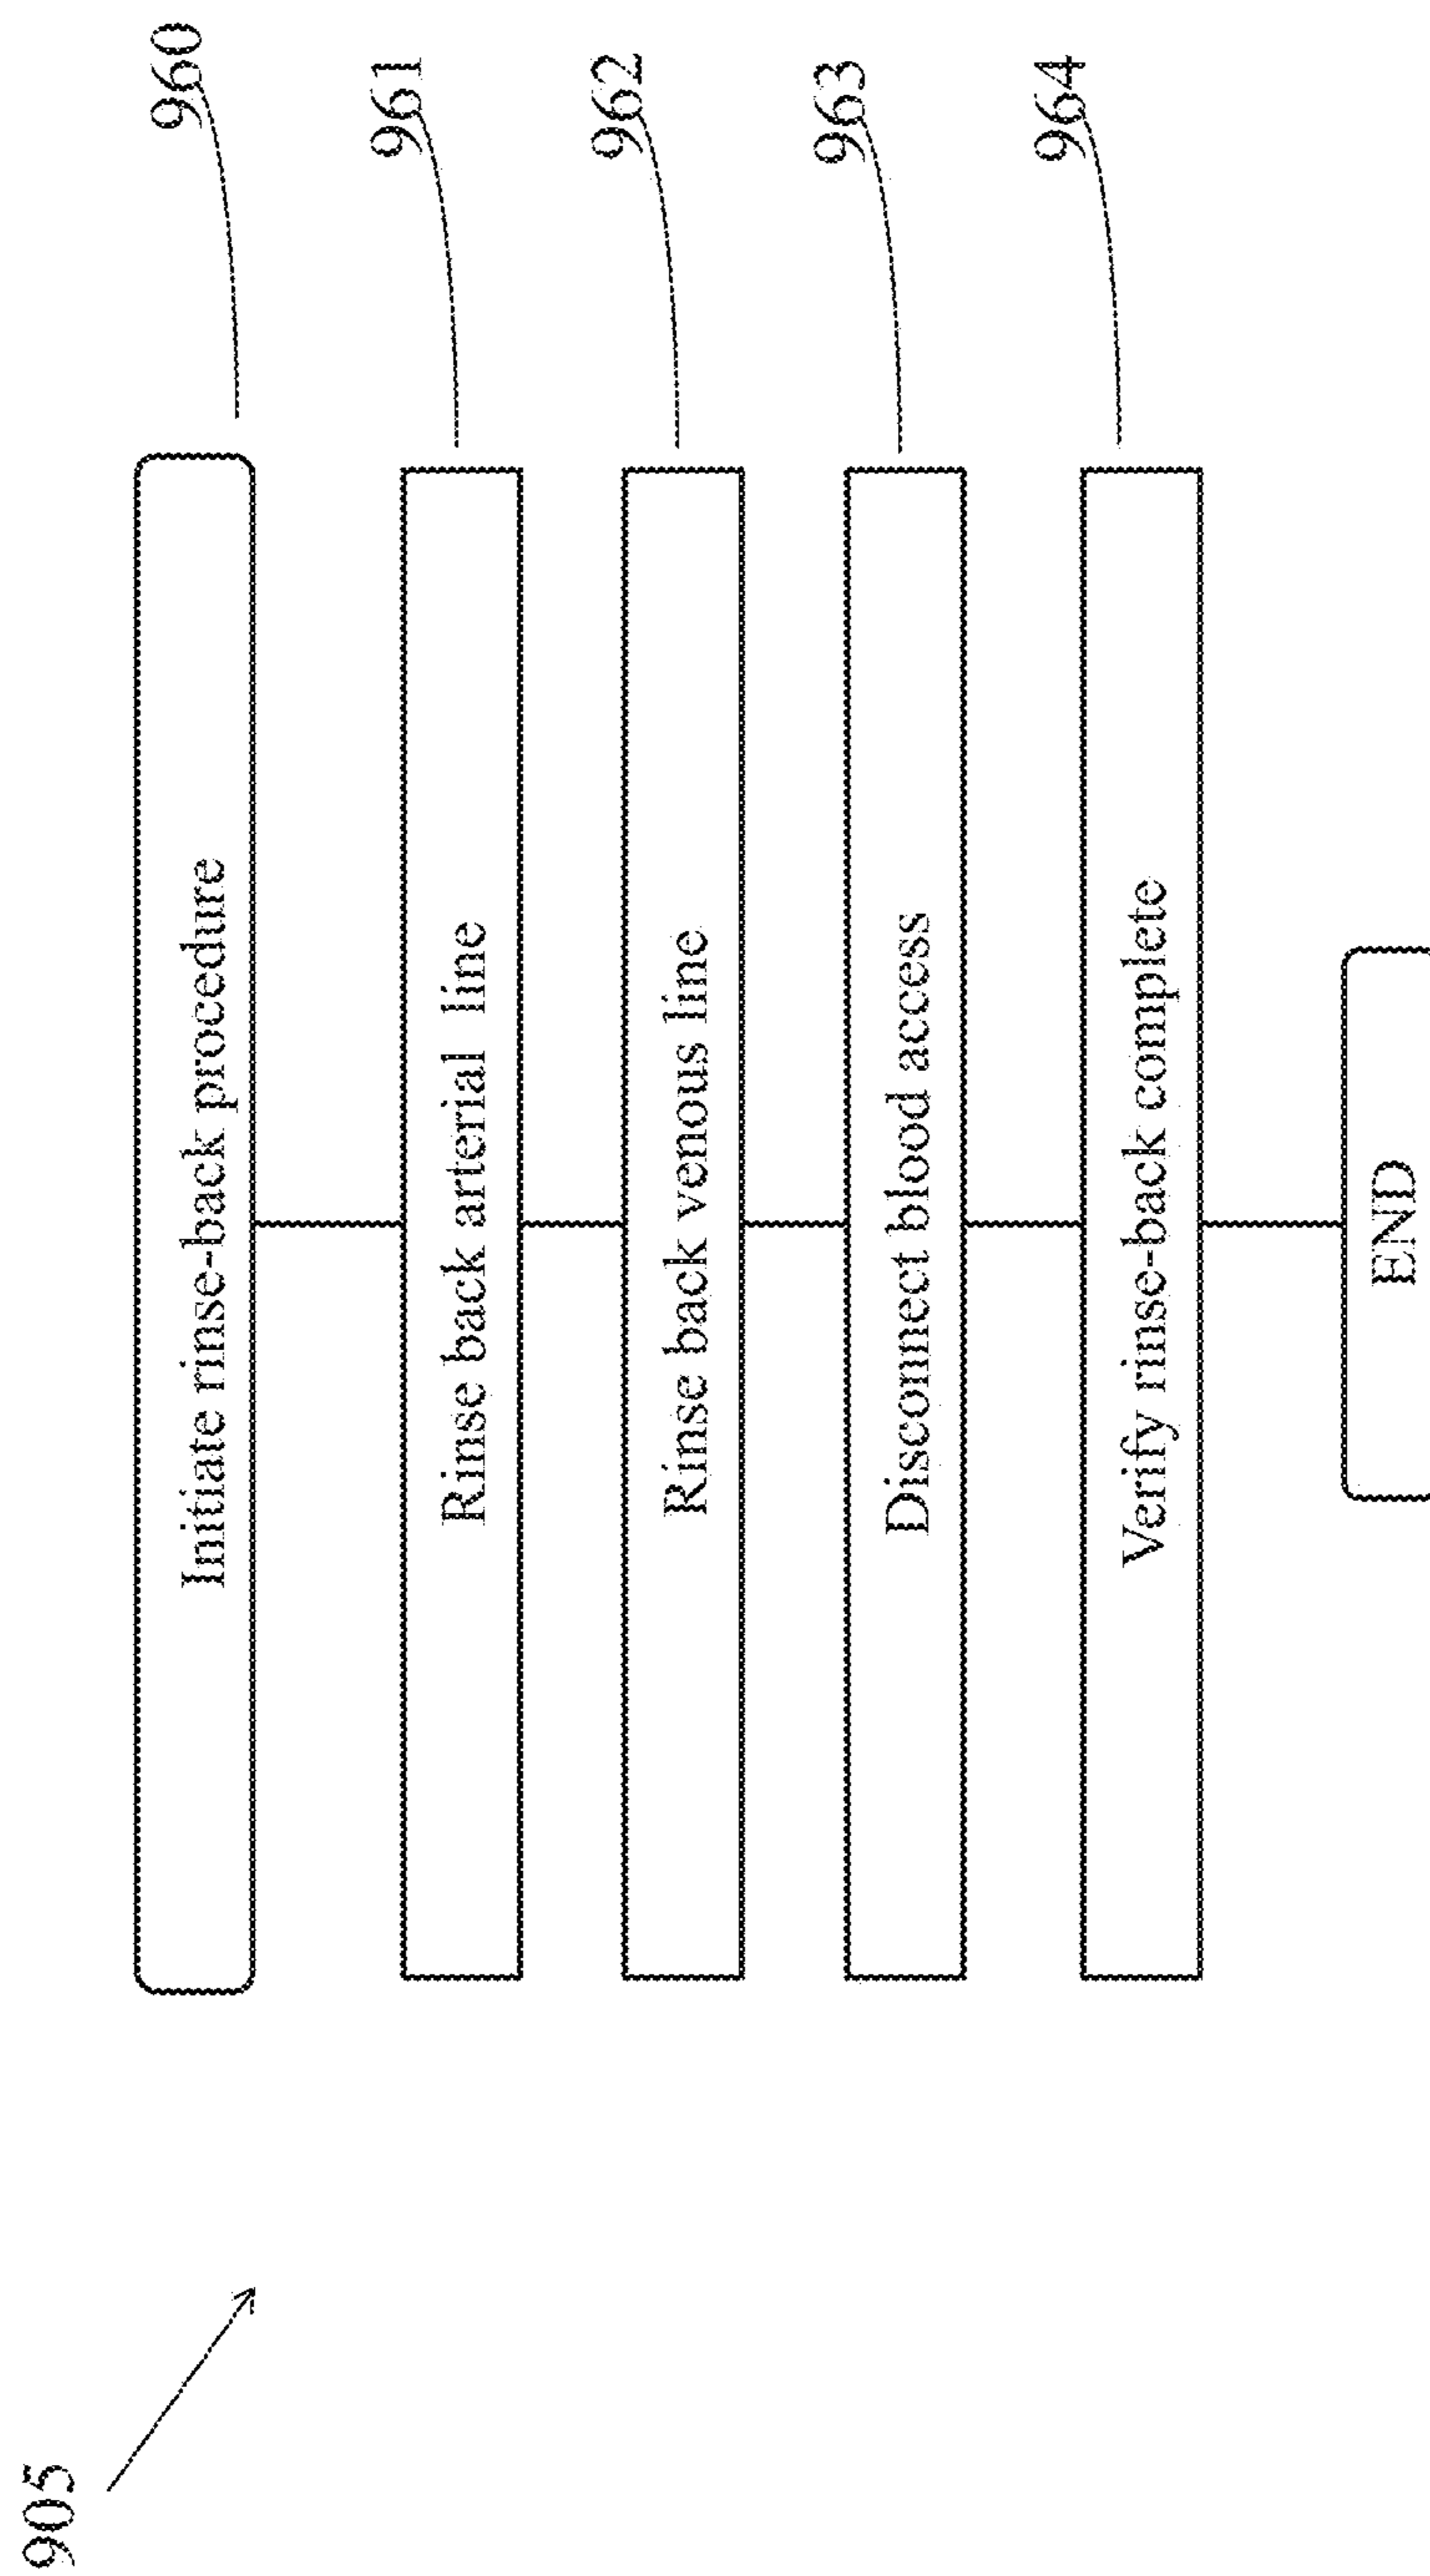 905
Initiate rinse-back procedure
960
Rinse back arterial line
961
Rinse back venous line
962
Disconnect blood access
963
Verify rinse-back complete
964
END